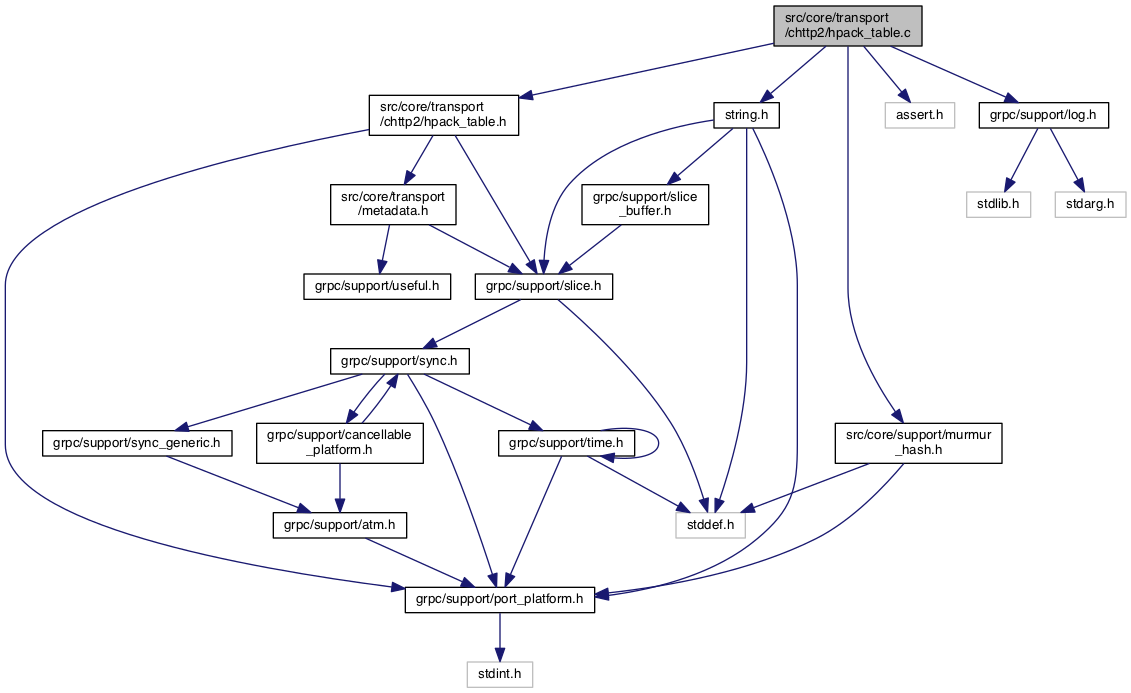 src/core/transport
/chttp2/hpack_table.c
src/core/transport
/chttp2/hpack_table.h
string.h
assert.h
grpc/support/log.h
src/core/transport
/metadata.h
grpc/support/slice
_buffer.h
stdlib.h
stdarg.h
grpc/support/useful.h
grpc/support/slice.h
grpc/support/sync.h
grpc/support/sync_generic.h
grpc/support/cancellable
_platform.h
grpc/support/time.h
src/core/support/murmur
_hash.h
grpc/support/atm.h
stddef.h
grpc/support/port_platform.h
stdint.h